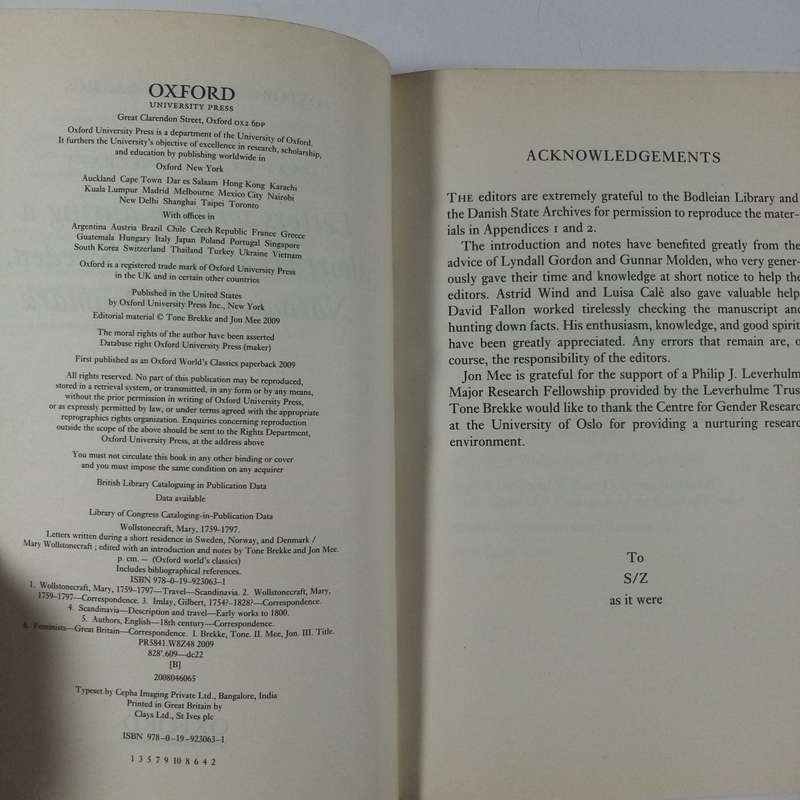 OXFORD
UNIVERSITY PRESS
Great Clarendon Street, Oxford OX2 6DP
Oxford University Press is a department of the University of Oxford.
It furthers the University's objective of excellence in research, scholarship,
and education by publishing worldwide in
Oxford New York
Auckland Cape Town Dar es Salaam Hong Kong Karachi
Kuala Lumpur Madrid Melbourne Mexico City Nairobi
New Delhi Shanghai Taipei Toronto
With offices in
Argentina Austria Brazil Chile Czech Republic France Greece
Guatemala Hungary Italy Japan Poland Portugal Singapore
South Korea Switzerland Thailand Turkey Ukraine Vietnam
Oxford is a registered trade mark of Oxford University Press
in the UK and in certain other countries
Published in the United States
by Oxford University Press Inc., New York
Editorial material © Tone Brekke and Jon Mee 2009
The moral rights of the author have been asserted
Database right Oxford University Press (maker)
First published as an Oxford World's Classics paperback 2009
All rights reserved. No part of this publication may be reproduced,
stored in a retrieval system, or transmitted, in any form or by any means,
without the prior permission in writing of Oxford University Press,
or as expressly permitted by law, or under terms agreed with the appropriate
reprographics rights organization. Enquiries concerning reproduction
outside the scope of the above should be sent to the Rights Department,
Oxford University Press, at the address above
You must not circulate this book in any other binding or cover
and you must impose the same condition on any acquirer
British Library Cataloguing in Publication Data
Data available
Library of Congress Cataloging-in-Publication Data
Wollstonecraft, Mary, 1759-1797.
Letters written during a short residence in Sweden, Norway, and Denmark /
Mary Wollstonecraft ; edited with an introduction and notes by Tone Brekke and Jon Mee.
p. cm. — (Oxford world's classics)
Includes bibliographical references.
ISBN 978-0-19-923063-1
1. Wollstonecraft, Mary, 1759-1797—Travel—Scandinavia. 2. Wollstonecraft, Mary,
1759-1797—Correspondence. 3. Imlay, Gilbert, 1754?-1828?—Correspondence.
4. Scandinavia—Description and travel—Early works to 1800.
5. Authors, English—18th century—Correspondence.
6. Feminists—Great Britain—Correspondence. I. Brekke, Tone. II. Mee, Jon. III. Title.
PR5841.W8Z48 2009
828'.609—dc22
[B]
2008046065
Typeset by Cepha Imaging Private Ltd., Bangalore, India
Printed in Great Britain by
Clays Ltd., St Ives plc
ISBN 978-0-19-923063-1
1 3 5 7 9 10 8 6 4 2
ACKNOWLEDGEMENTS
THE editors are extremely grateful to the Bodleian Library and
the Danish State Archives for permission to reproduce the mater-
ials in Appendices 1 and 2.
The introduction and notes have benefited greatly from the
advice of Lyndall Gordon and Gunnar Molden, who very gener-
ously gave their time and knowledge at short notice to help the
editors. Astrid Wind and Luisa Calè also gave valuable help
David Fallon worked tirelessly checking the manuscript and
hunting down facts. His enthusiasm, knowledge, and good spirit
have been greatly appreciated. Any errors that remain are, o
course, the responsibility of the editors.
Jon Mee is grateful for the support of a Philip J. Leverhulm
Major Research Fellowship provided by the Leverhulme Trus
Tone Brekke would like to thank the Centre for Gender Researc
at the University of Oslo for providing a nurturing researc
environment.
To
S/Z
as it were